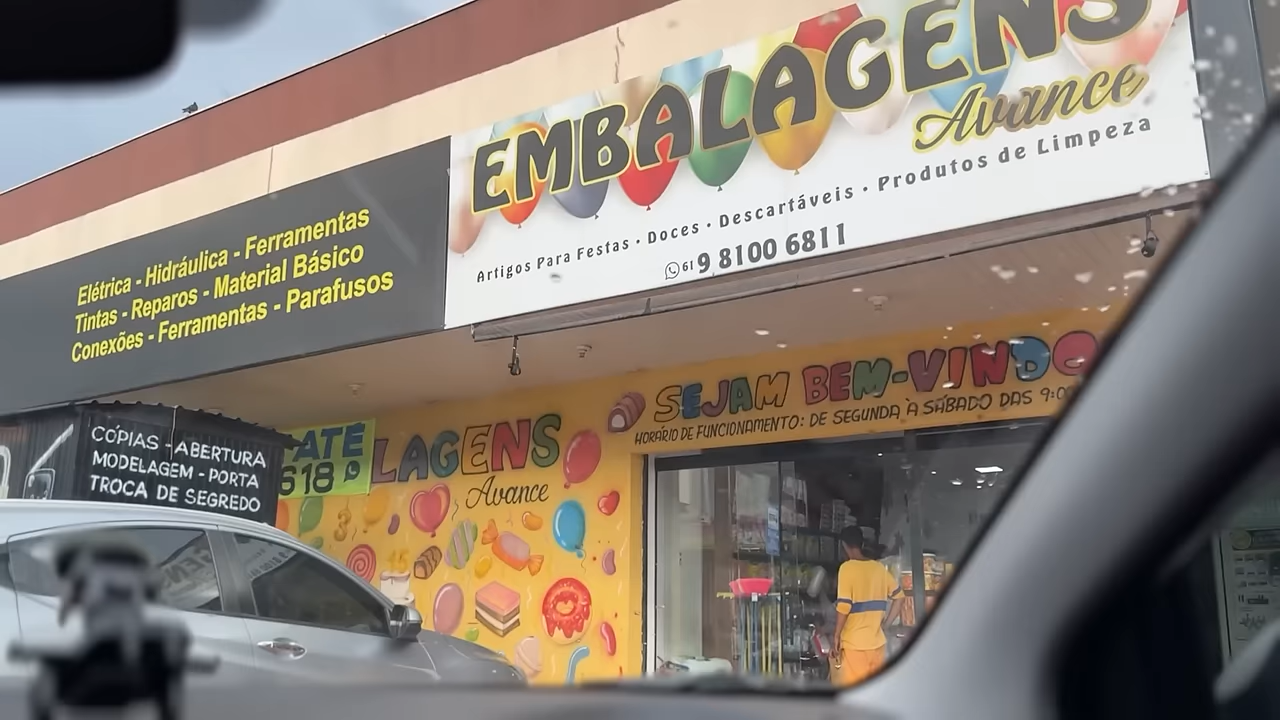 EMBALAGENS
Avance
Artigos Para Festas • Doces • Descartáveis • Produtos de Limpeza
61 9 8100 6811
Elétrica - Hidráulica - Ferramentas
Tintas - Reparos - Material Básico
Conexões - Ferramentas - Parafusos
SEJAM BEM-VINDO
HORÁRIO DE FUNCIONAMENTO: DE SEGUNDA À SÁBADO DAS 9:0
CÓPIAS - ABERTURA
MODELAGEM - PORTA
TROCA DE SEGREDO
ATÉ
618
LAGENS
Avance